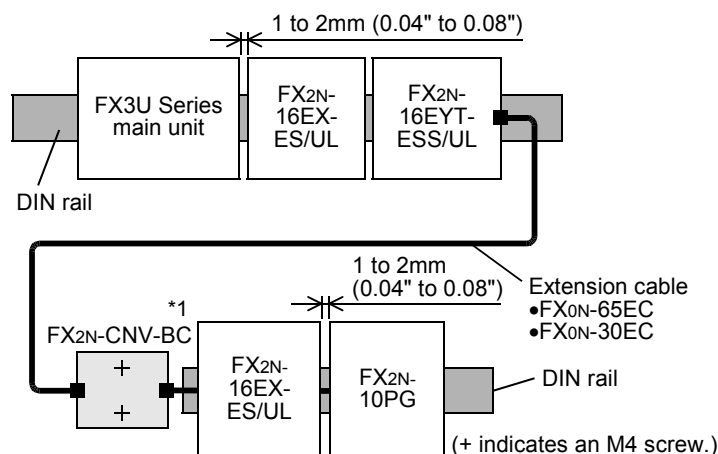 1 to 2mm (0.04" to 0.08")
FX3U Series
main unit
FX2N-
16EX-
ES/UL
FX2N-
16EYT-
ESS/UL
DIN rail
1 to 2mm
(0.04" to 0.08")
Extension cable
•FX0N-65EC
•FX0N-30EC
*1
FX2N-CNV-BC
FX2N-
16EX-
ES/UL
FX2N-
10PG
DIN rail
(+ indicates an M4 screw.)